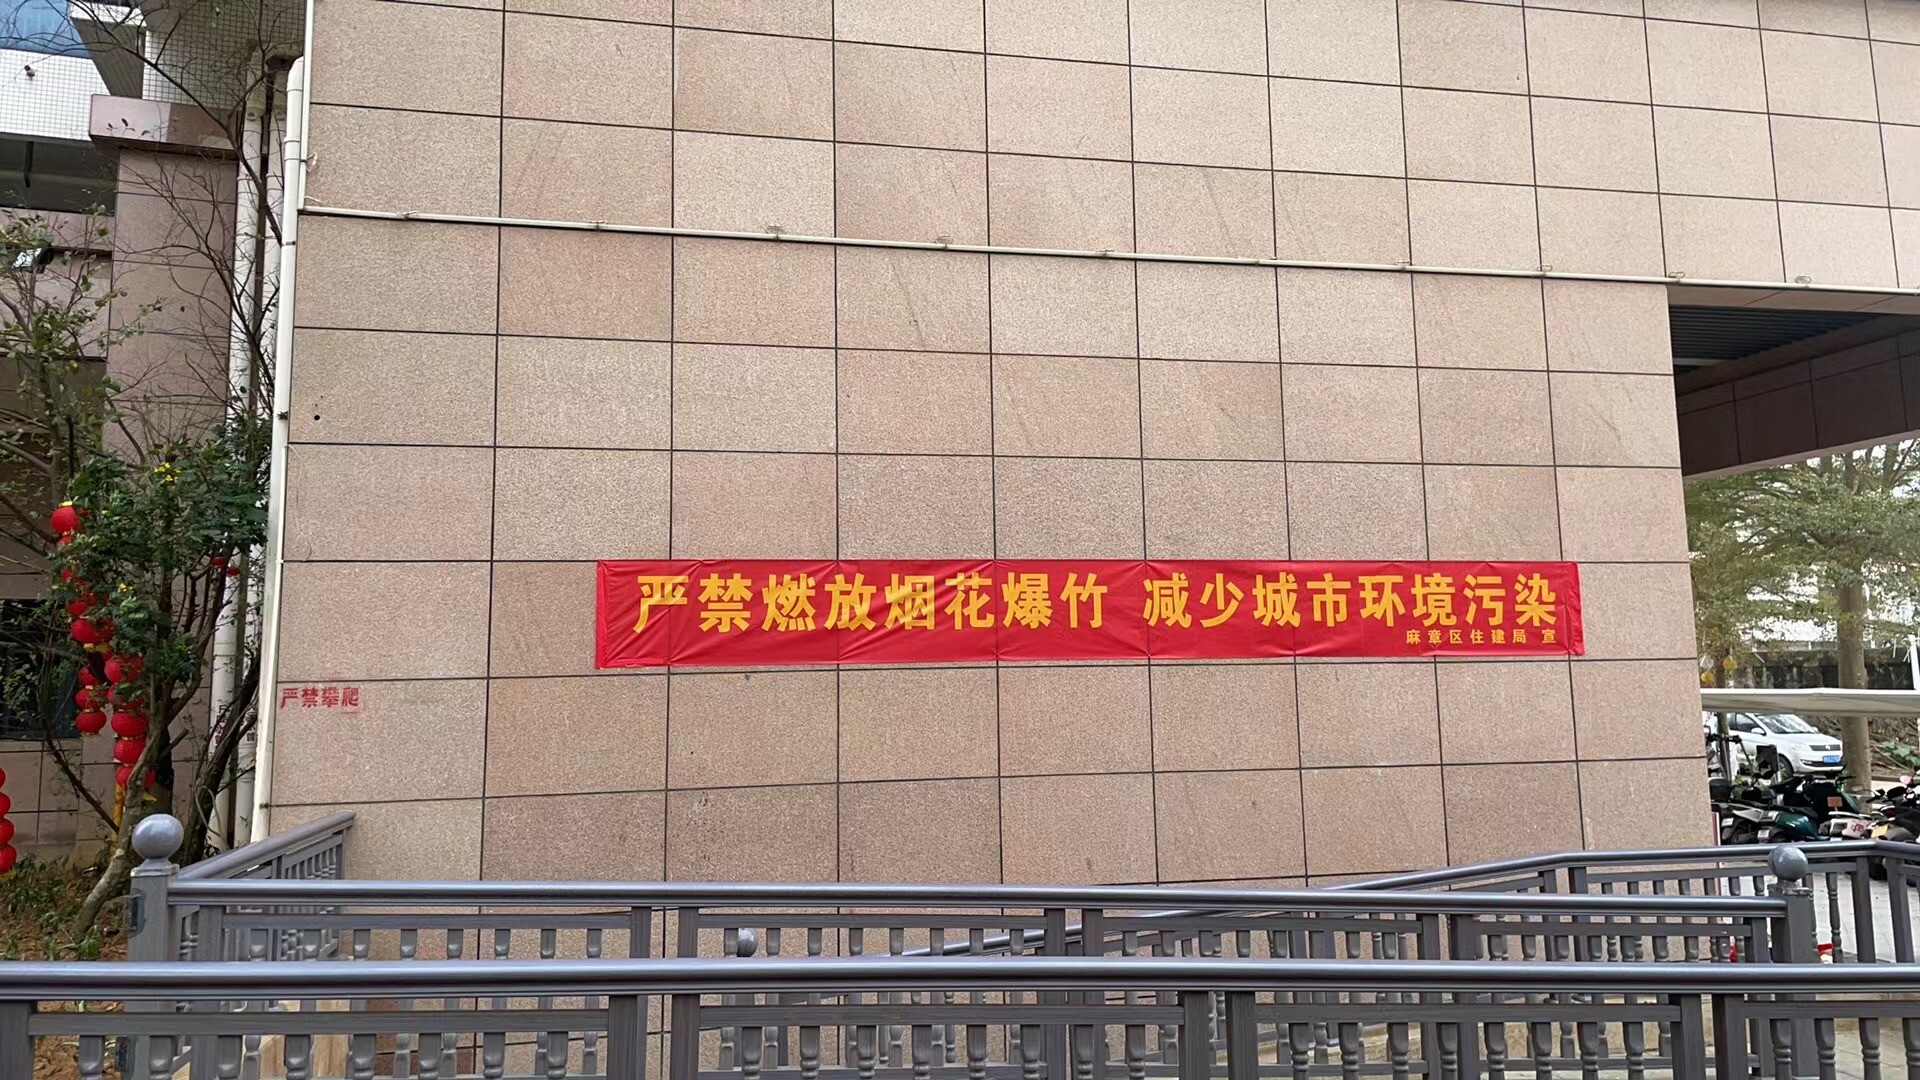 严禁燃放烟花爆竹 减少城市环境污染
麻章区住建局 宣
严禁攀爬